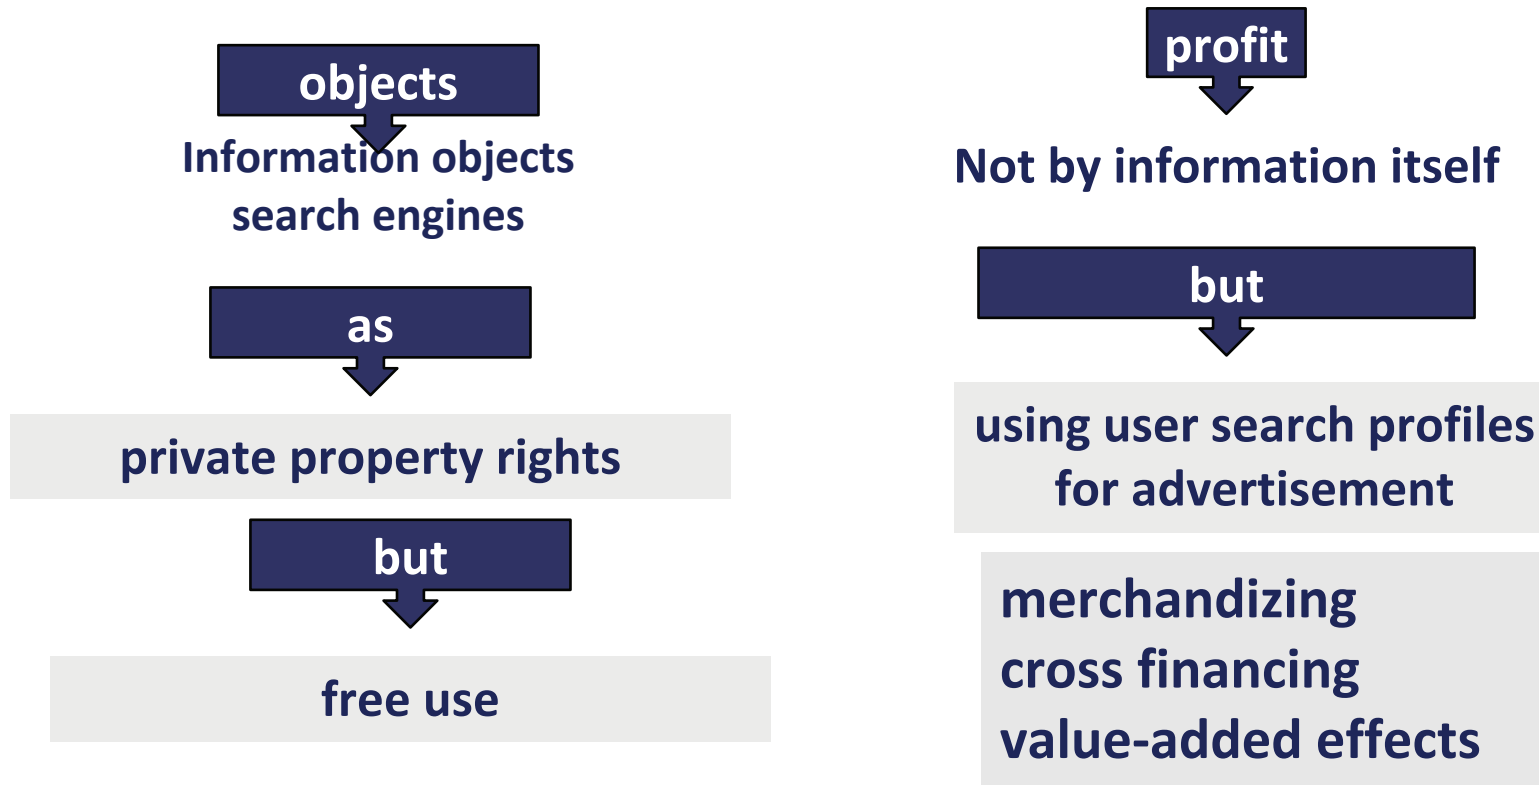 objects
Information objects
search engines
as
private property rights
but
free use
profit
Not by information itself
but
using user search profiles
for advertisement
merchandizing
cross financing
value-added effects